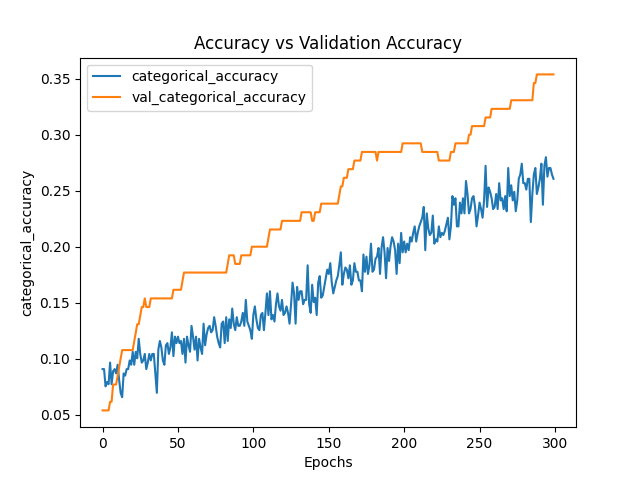 Accuracy vs Validation Accuracy
categorical_accuracy
val_categorical_accuracy
categorical_accuracy
0.35
0.30
0.25
0.20
0.15
0.10
0.05
0 50 100 150 200 250 300
Epochs